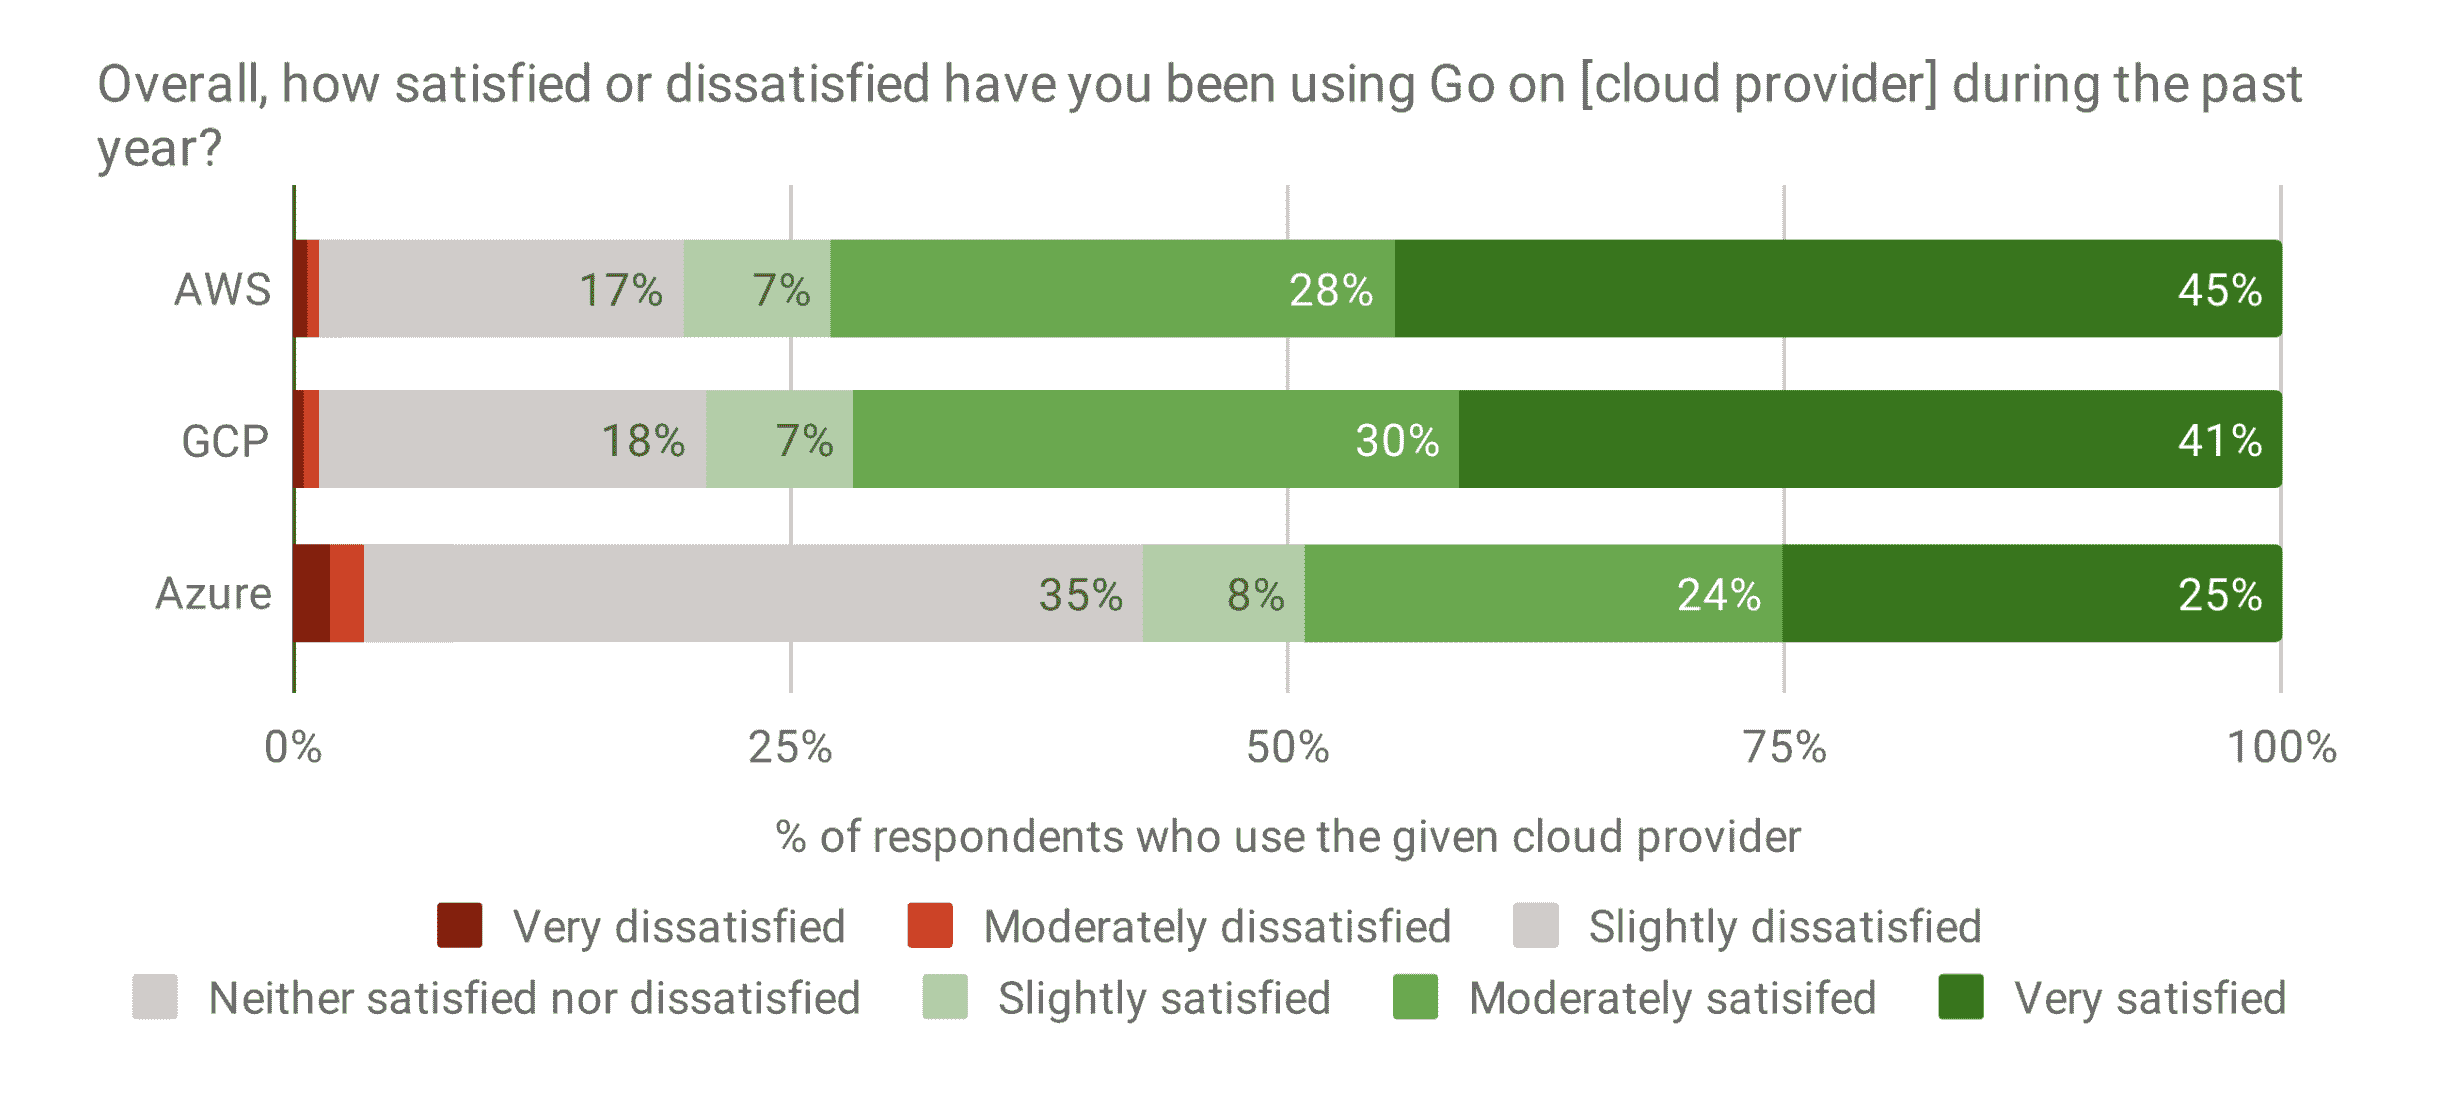 Overall, how satisfied or dissatisfied have you been using Go on [cloud provider] during the past
year?
AWS 17% 7% 28% 45%
GCP 18% 7% 30% 41%
Azure 35% 8% 24% 25%
0% 25% 50% 75% 100%
% of respondents who use the given cloud provider
Very dissatisfied Moderately dissatisfied Slightly dissatisfied
Neither satisfied nor dissatisfied Slightly satisfied Moderately satisifed Very satisfied